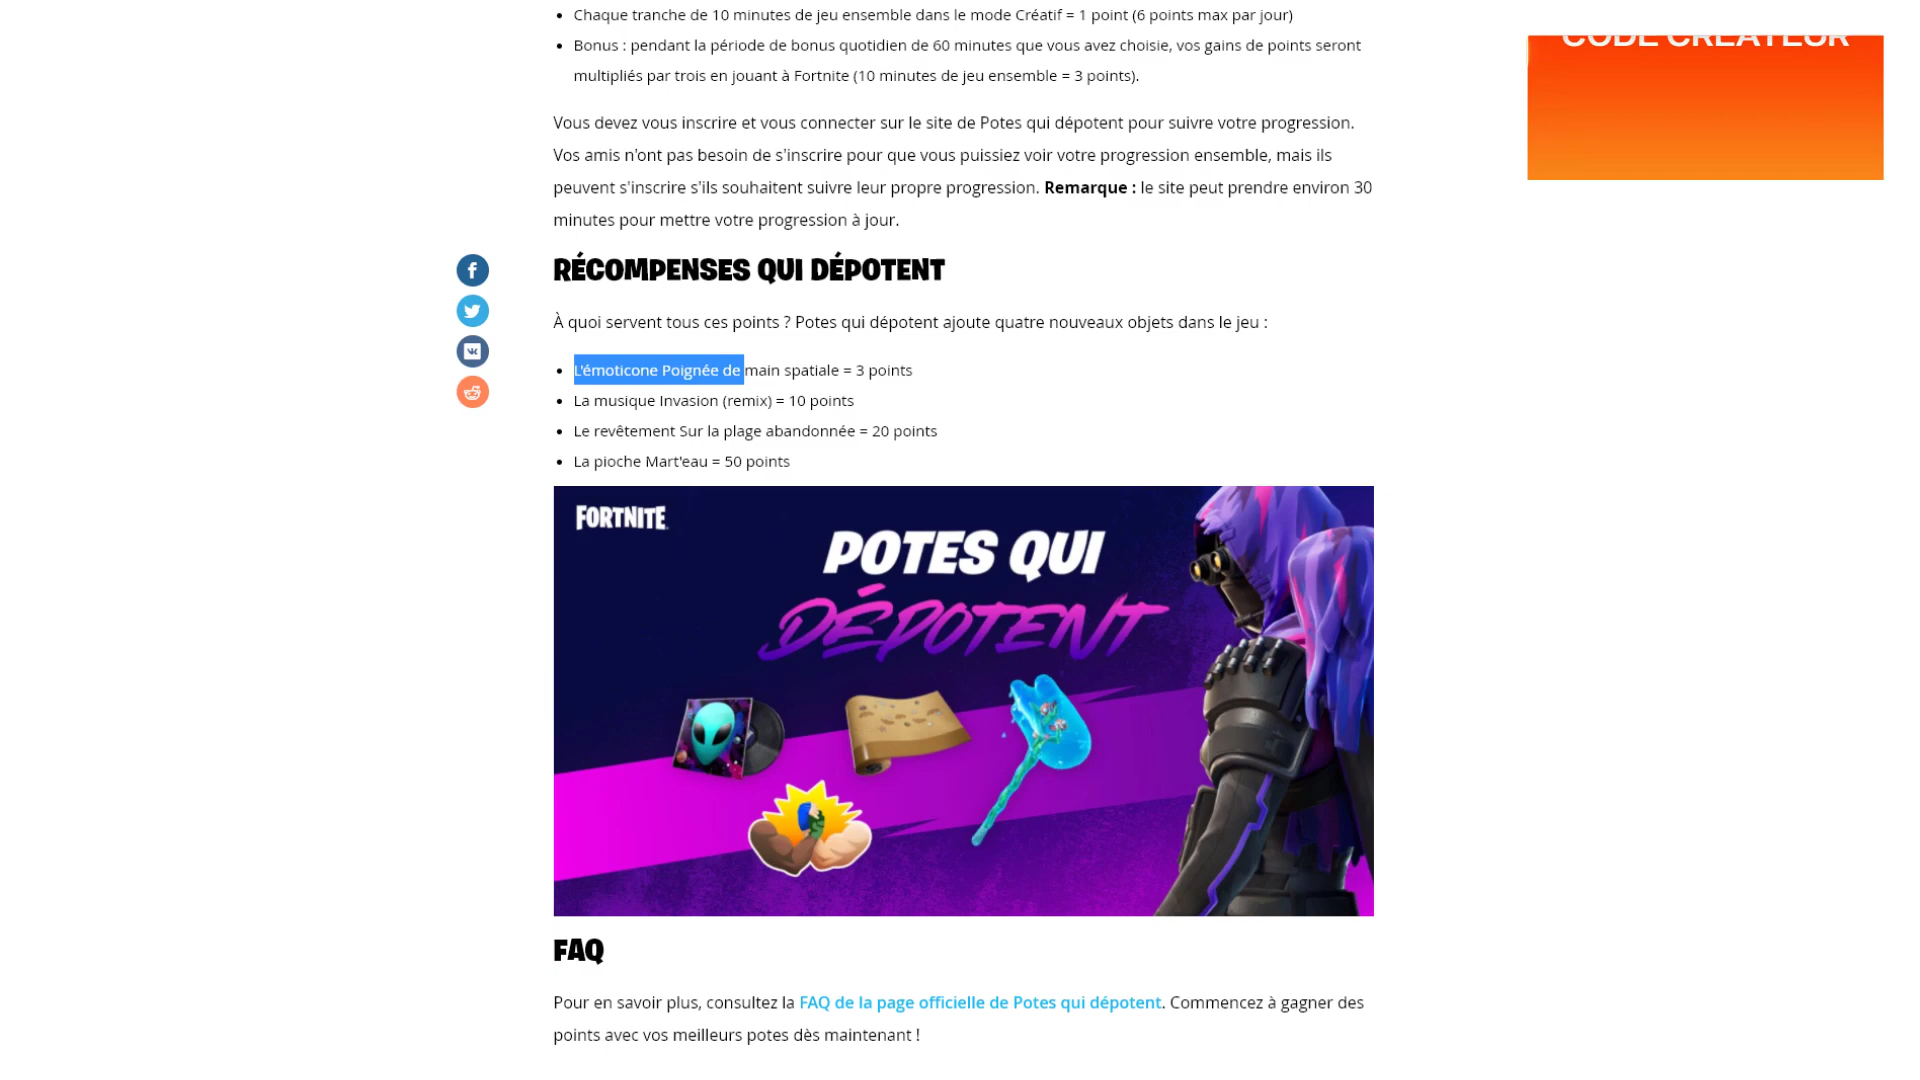 Chaque tranche de 10 minutes de jeu ensemble dans le mode Créatif = 1 point (6 points max par jour)
Bonus : pendant la période de bonus quotidien de 60 minutes que vous avez choisie, vos gains de points seront
multipliés par trois en jouant à Fortnite (10 minutes de jeu ensemble = 3 points).
CODE CREATEUR
Vous devez vous inscrire et vous connecter sur le site de Potes qui dépotent pour suivre votre progression.
Vos amis n'ont pas besoin de s'inscrire pour que vous puissiez voir votre progression ensemble, mais ils
peuvent s'inscrire s'ils souhaitent suivre leur propre progression. Remarque : le site peut prendre environ 30
minutes pour mettre votre progression à jour.
RÉCOMPENSES QUI DÉPOTENT
À quoi servent tous ces points ? Potes qui dépotent ajoute quatre nouveaux objets dans le jeu :
L'émoticone Poignée de main spatiale = 3 points
La musique Invasion (remix) = 10 points
Le revêtement Sur la plage abandonnée = 20 points
La pioche Mart'eau = 50 points
FORTNITE
POTES QUI
DÉPOTENT
FAQ
Pour en savoir plus, consultez la FAQ de la page officielle de Potes qui dépotent. Commencez à gagner des
points avec vos meilleurs potes dès maintenant !